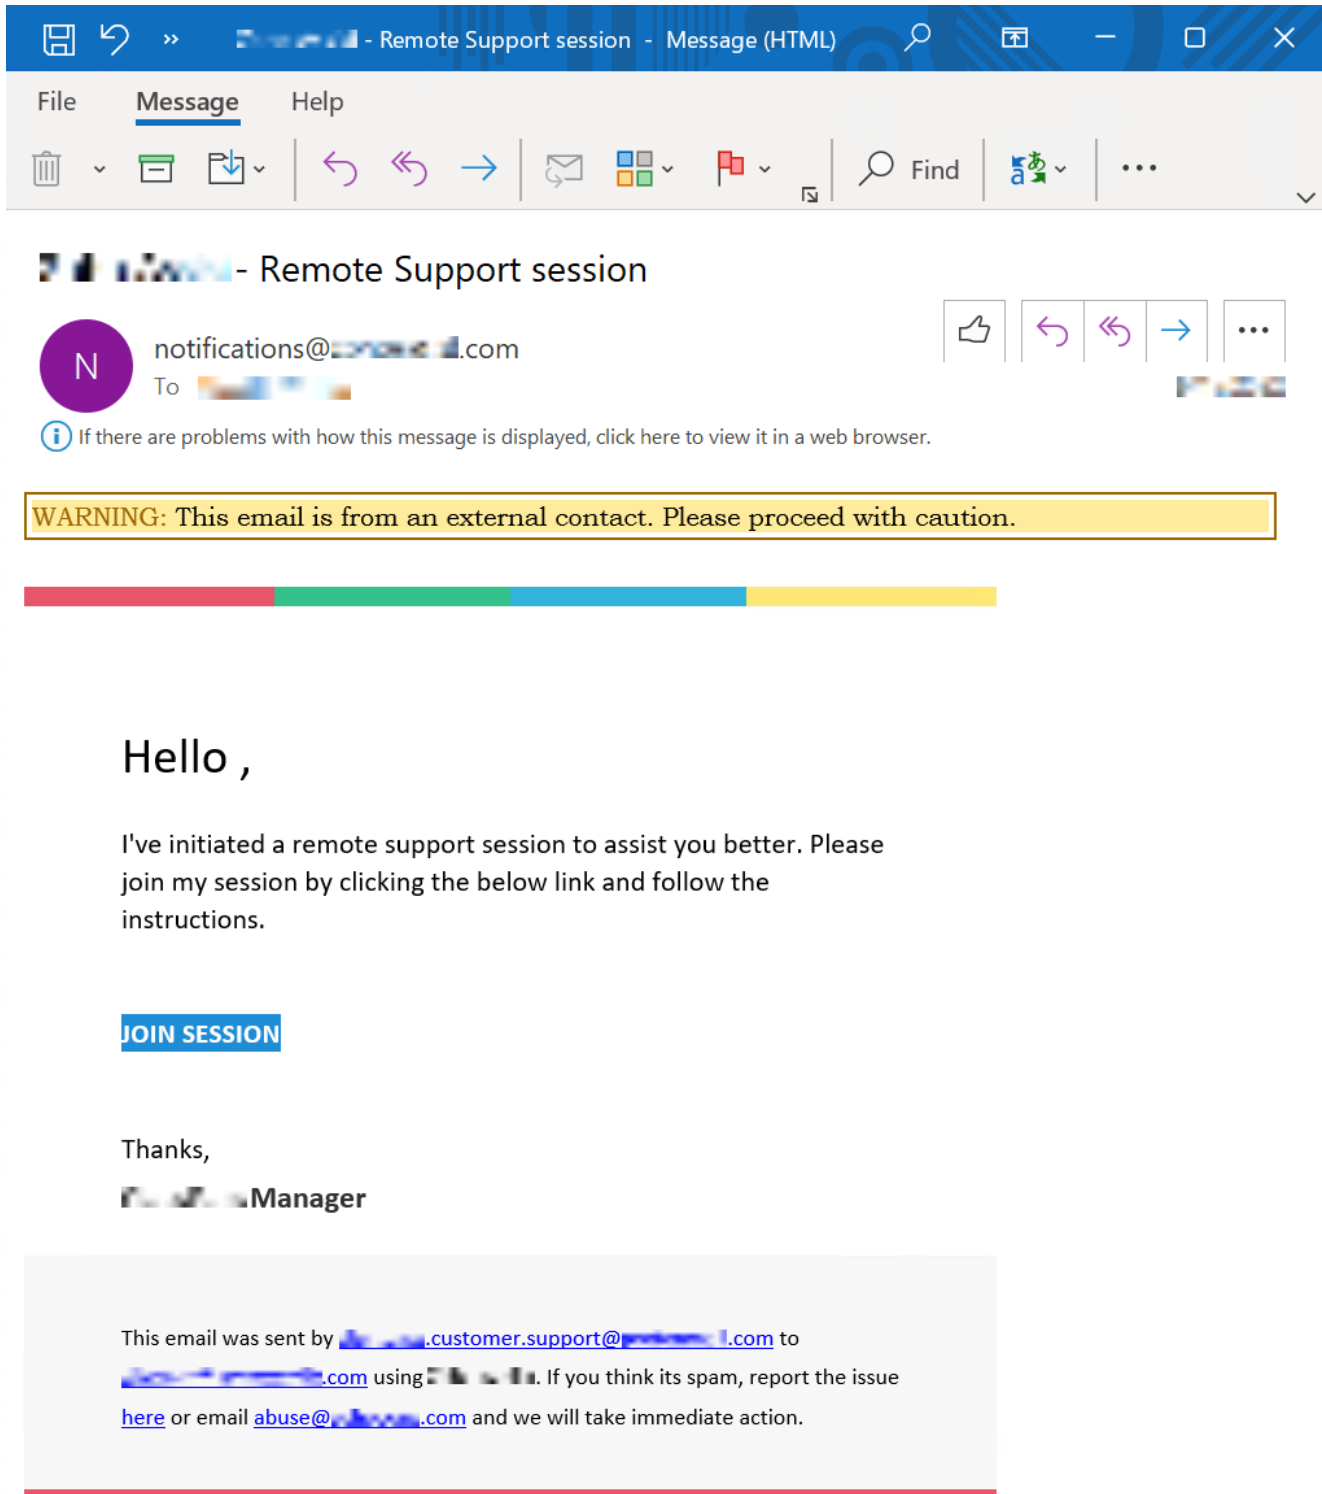 - Remote Support session - Message (HTML)
File Message Help
Find
- Remote Support session
N
notifications@ .com
To
If there are problems with how this message is displayed, click here to view it in a web browser.
WARNING: This email is from an external contact. Please proceed with caution.
Hello ,
I've initiated a remote support session to assist you better. Please
join my session by clicking the below link and follow the
instructions.
JOIN SESSION
Thanks,
Manager
This email was sent by .customer.support@ .com to
.com using . If you think its spam, report the issue
here or email abuse@ .com and we will take immediate action.